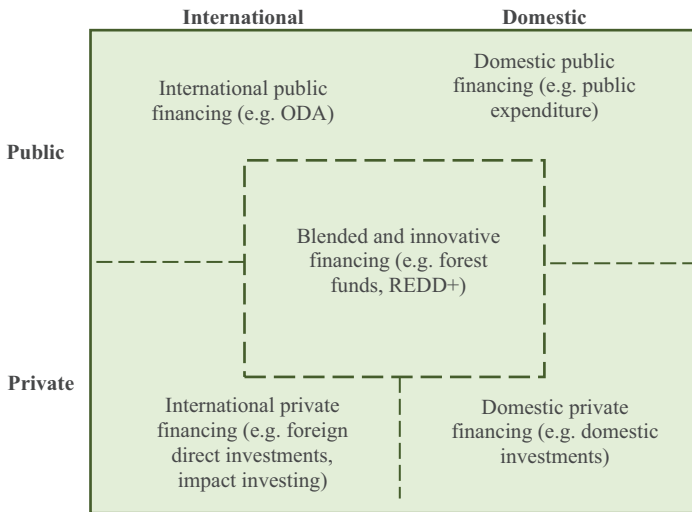 International
Domestic
Public
International public
financing (e.g. ODA)
Domestic public
financing (e.g. public
expenditure)
Blended and innovative
financing (e.g. forest
funds, REDD+)
Private
International private
financing (e.g. foreign
direct investments,
impact investing)
Domestic private
financing (e.g. domestic
investments)